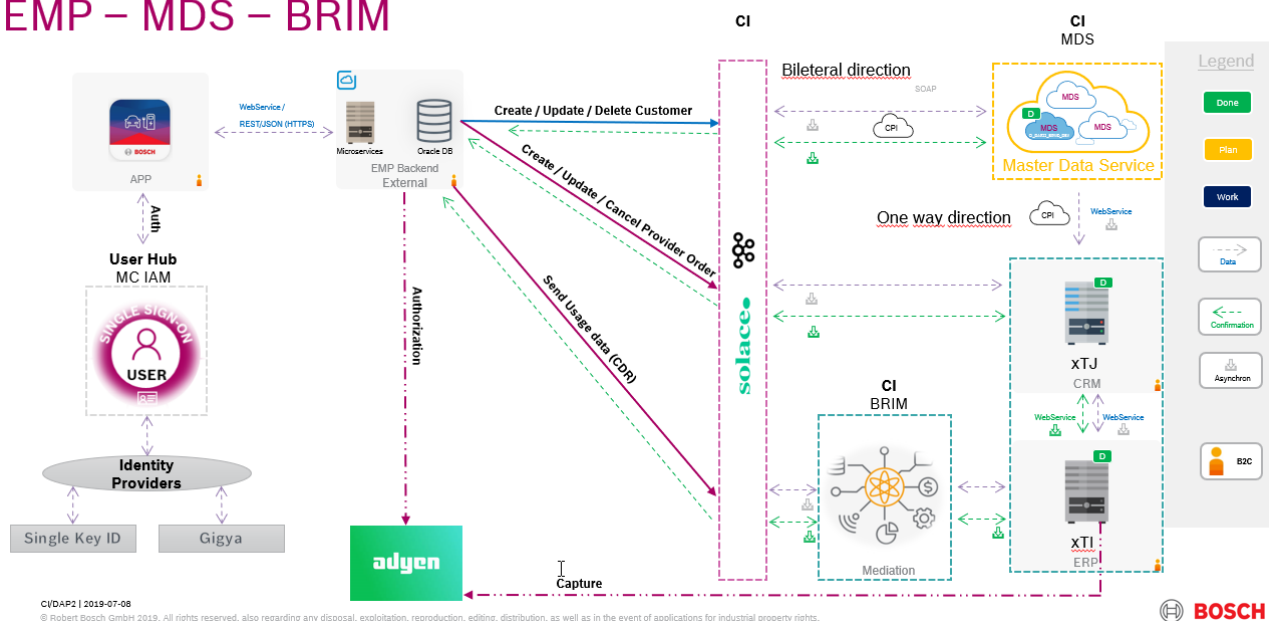 EMP – MDS – BRIM
CI
CI
MDS
Legend
Bileteral direction
SOAP
CPI
MDS
D
MDS
MDS
Master Data Service
Done
Plan
Work
Data
Confirmation
Asynchron
B2C
WebService /
REST/JSON (HTTPS)
BOSCH
APP
Microservices
Oracle DB
EMP Backend
External
Create / Update / Delete Customer
Create / Update / Cancel Provider Order
Send Usage data (CDR)
Auth
Authorization
User Hub
MC IAM
SINGLE SIGN-ON
USER
Identity
Providers
Single Key ID
Gigya
solace
One way direction
CPI
WebService
D
xTJ
CRM
WebService
WebService
D
xTI
ERP
CI
BRIM
Mediation
adyen
Capture
CI/DAP2 | 2019-07-08
© Robert Bosch GmbH 2019. All rights reserved, also regarding any disposal, exploitation, reproduction, editing, distribution, as well as in the event of applications for industrial property rights.
BOSCH